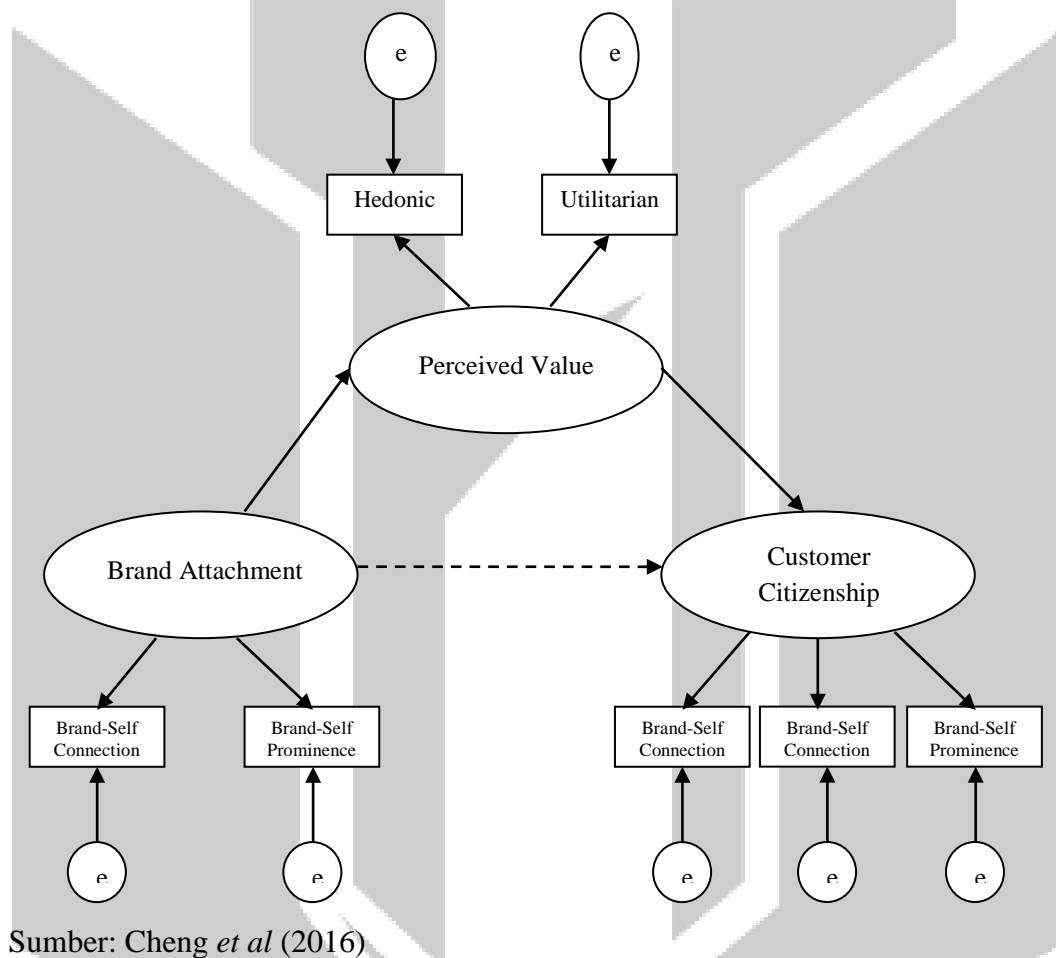 e
e
Hedonic
Utilitarian
Perceived Value
Brand Attachment
Customer
Citizenship
Brand-Self
Connection
Brand-Self
Prominence
Brand-Self
Connection
Brand-Self
Connection
Brand-Self
Prominence
e
e
e
e
e
Sumber: Cheng et al (2016)